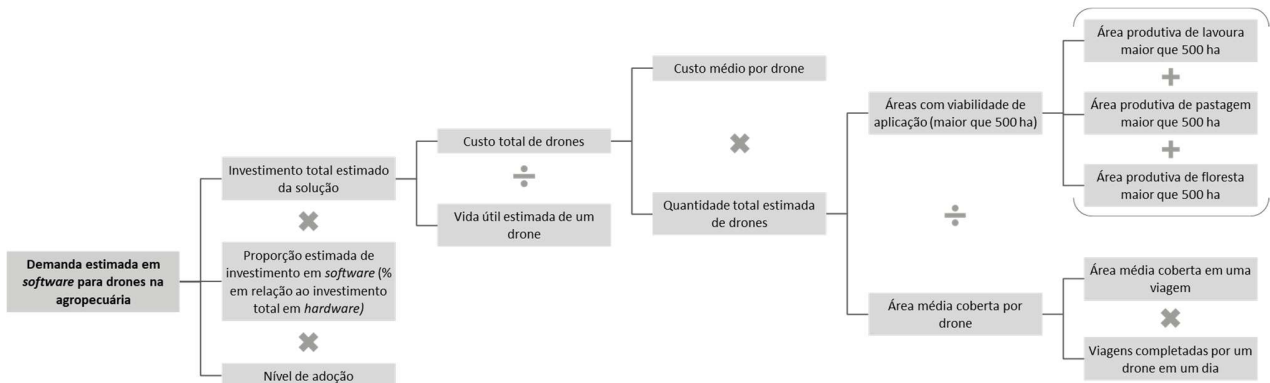 Demanda estimada em
software para drones na
agropecuária
Investimento total estimado
da solução
×
Proporção estimada de
investimento em software (%
em relação ao investimento
total em hardware)
×
Nível de adoção
Custo total de drones
÷
Vida útil estimada de um
drone
Custo médio por drone
×
Quantidade total estimada
de drones
Áreas com viabilidade de
aplicação (maior que 500 ha)
÷
Área média coberta por
drone
Área produtiva de lavoura
maior que 500 ha
+
Área produtiva de pastagem
maior que 500 ha
+
Área produtiva de floresta
maior que 500 ha
Área média coberta em uma
viagem
×
Viagens completadas por um
drone em um dia